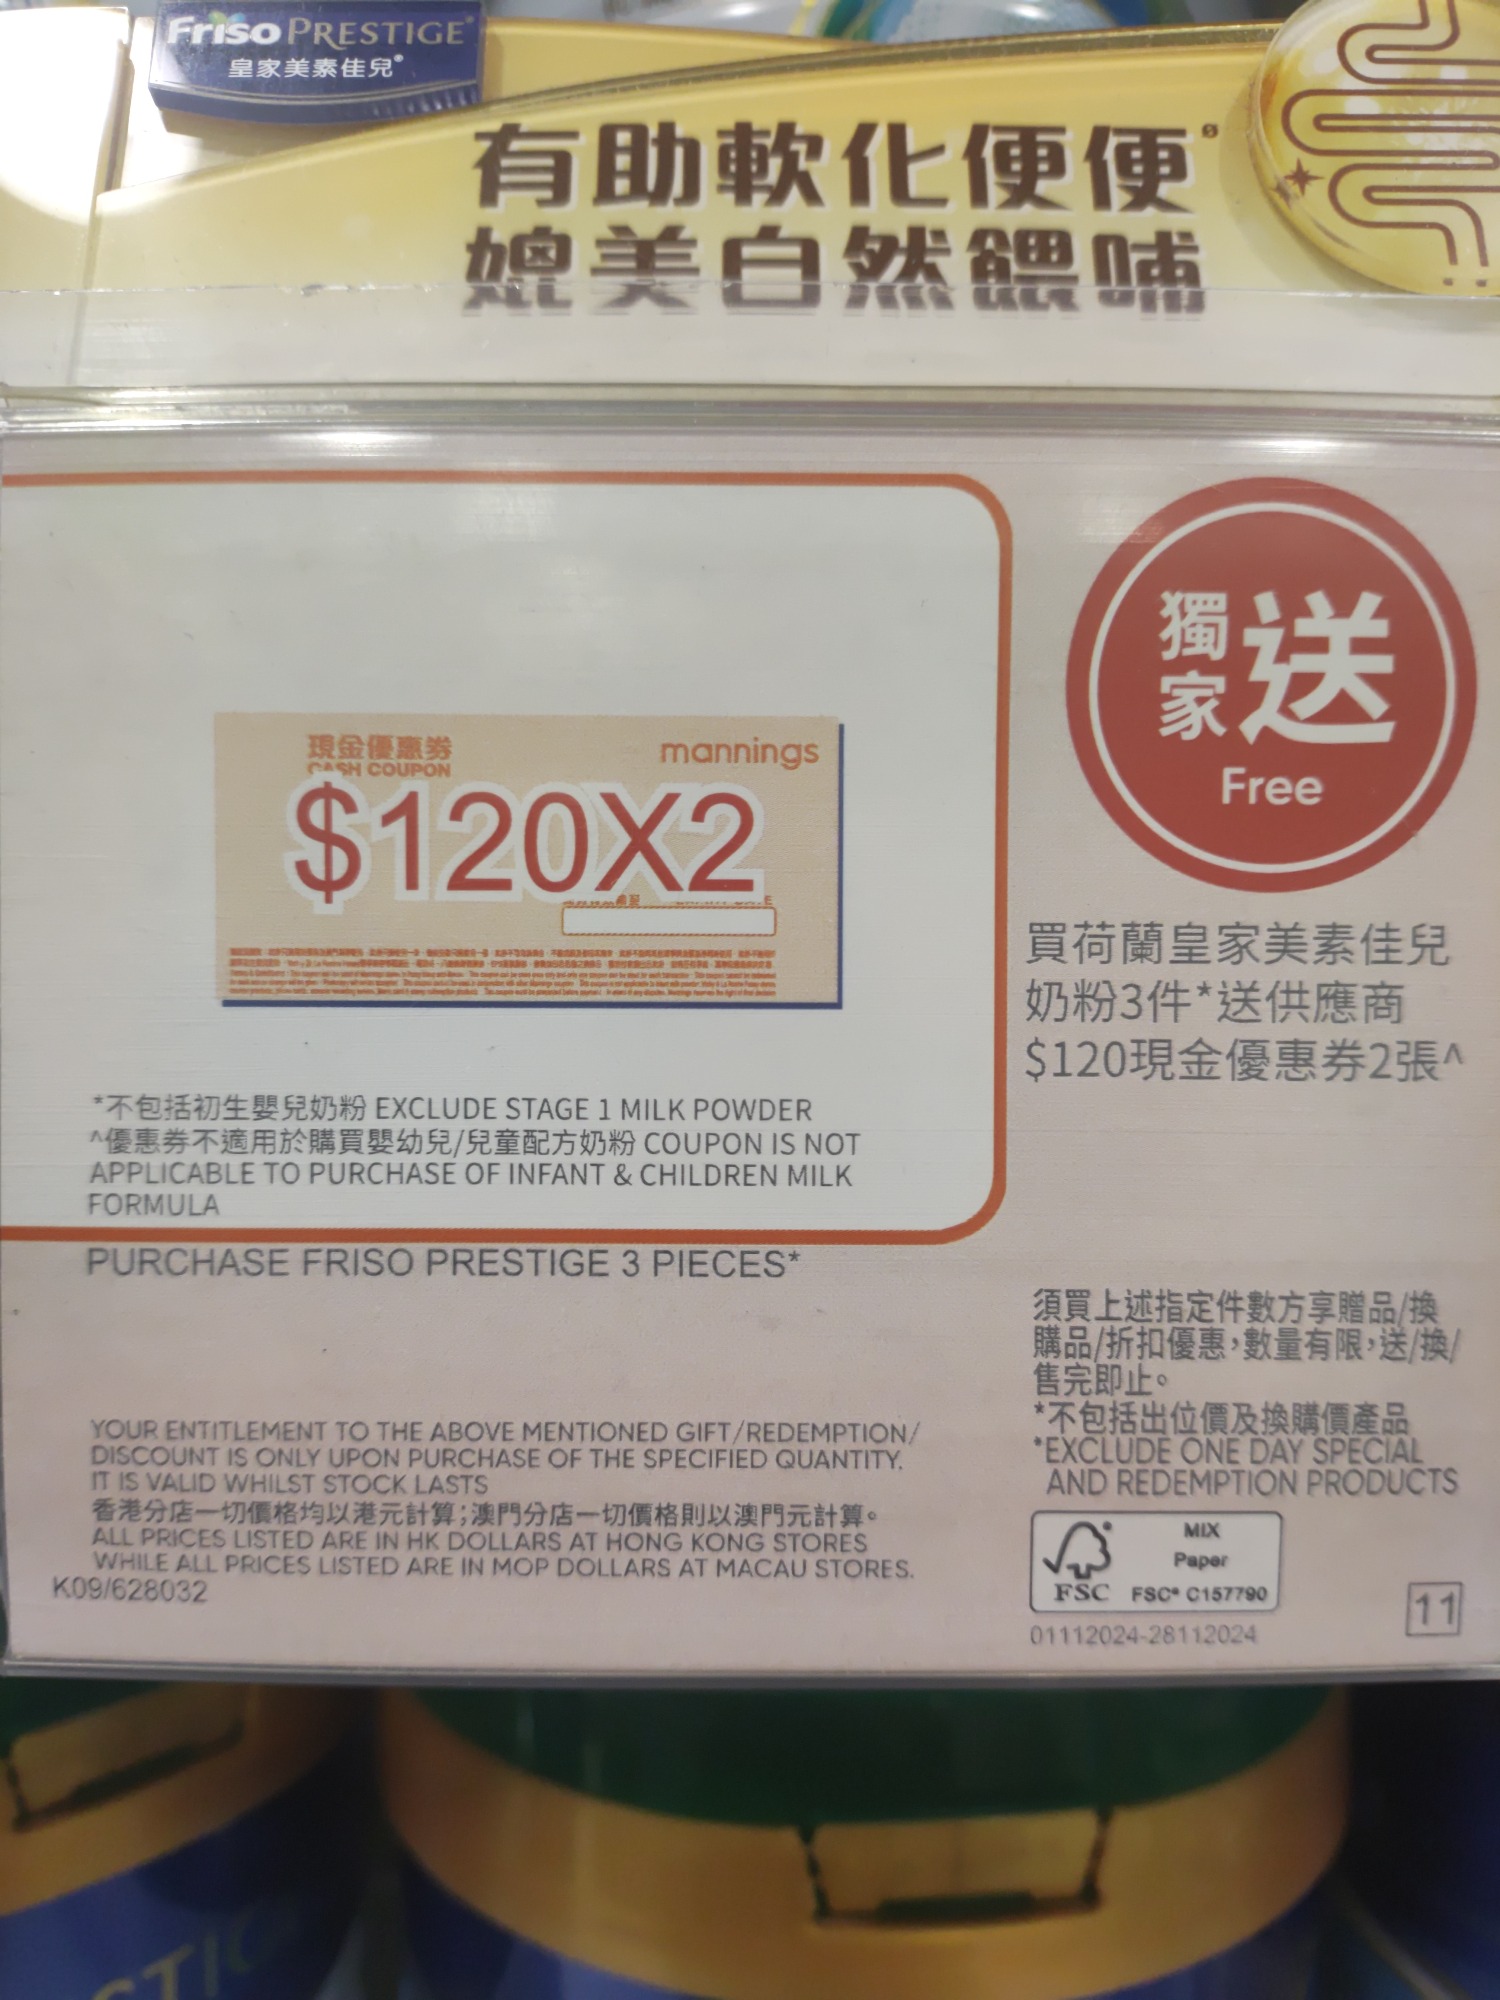 Friso PRESTIGE®
皇家美素佳兒®
有助軟化便便
媲美自然餵哺
獨家送
Free
現金優惠券
mannings
CASH COUPON
$120X2
買荷蘭皇家美素佳兒
奶粉3件*送供應商
$120現金優惠券2張^
*不包括初生嬰兒奶粉 EXCLUDE STAGE 1 MILK POWDER
^優惠券不適用於購買嬰幼兒/兒童配方奶粉 COUPON IS NOT
APPLICABLE TO PURCHASE OF INFANT & CHILDREN MILK
FORMULA
PURCHASE FRISO PRESTIGE 3 PIECES*
須買上述指定件數方享贈品/換
購品/折扣優惠,數量有限,送/換/
售完即止。
*不包括出位價及換購價產品
*EXCLUDE ONE DAY SPECIAL
AND REDEMPTION PRODUCTS
YOUR ENTITLEMENT TO THE ABOVE MENTIONED GIFT/REDEMPTION/
DISCOUNT IS ONLY UPON PURCHASE OF THE SPECIFIED QUANTITY.
IT IS VALID WHILST STOCK LASTS
香港分店一切價格均以港元計算;澳門分店一切價格則以澳門元計算。
ALL PRICES LISTED ARE IN HK DOLLARS AT HONG KONG STORES
WHILE ALL PRICES LISTED ARE IN MOP DOLLARS AT MACAU STORES.
K09/628032
MIX
Paper
FSC FSC® C157790
01112024-28112024
11